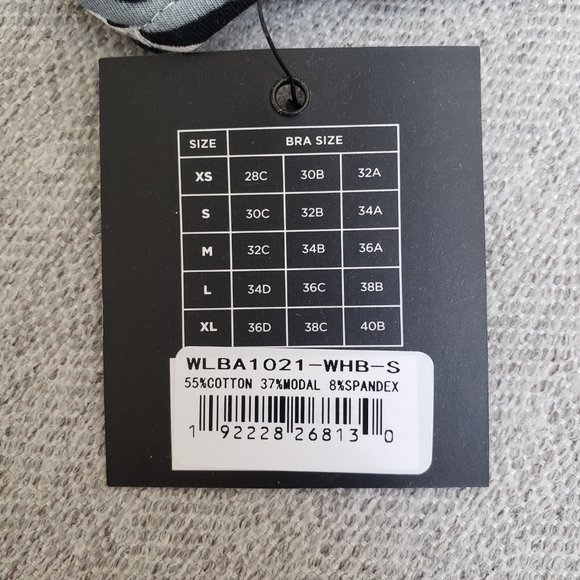 SIZE BRA SIZE
XS 28C 30B 32A
S 30C 32B 34A
M 32C 34B 36A
L 34D 36C 38B
XL 36D 38C 40B
WLBA1021-WHB-S
55%COTTON 37%MODAL 8%SPANDEX
1 92228 26813 0